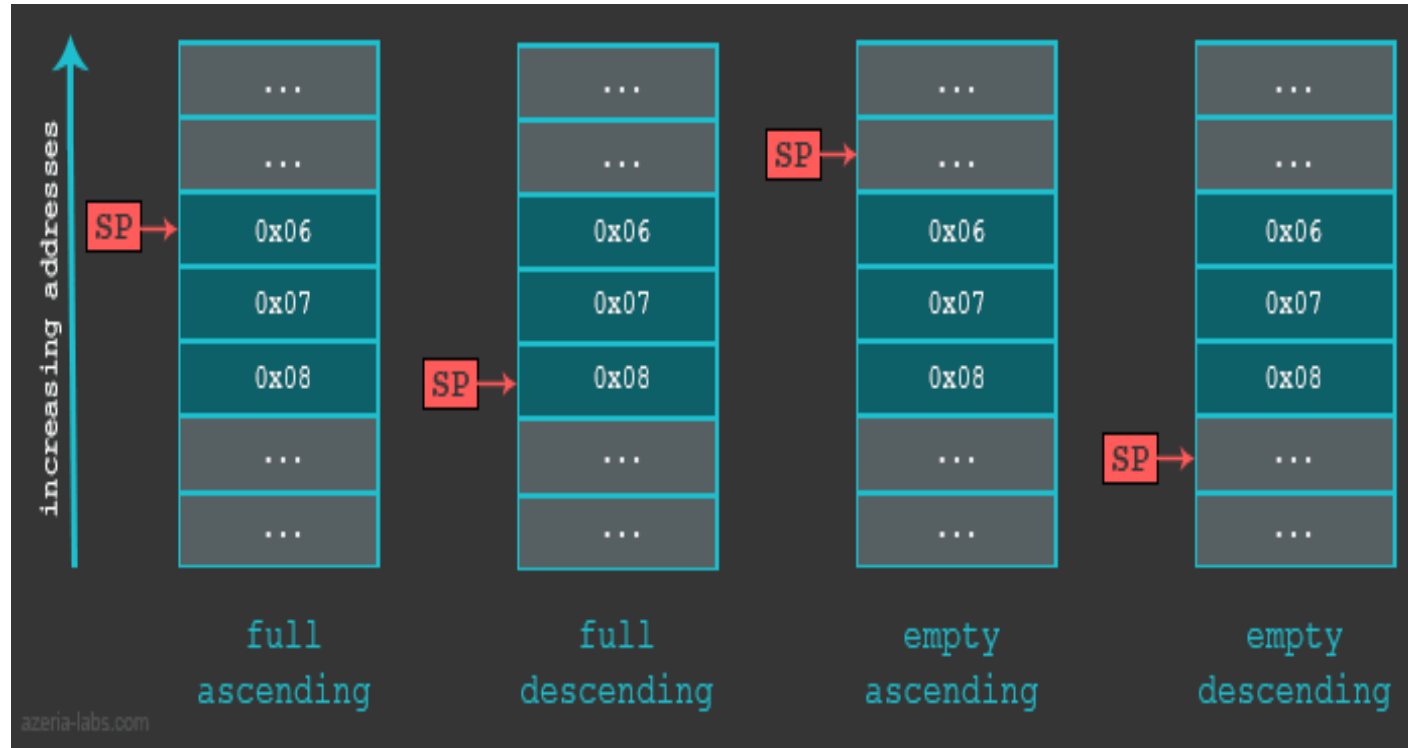 increasing addresses
...
...
SP
0x06
0x07
0x08
...
...
full
ascending
...
...
0x06
0x07
SP
0x08
...
...
full
descending
...
SP
...
0x06
0x07
0x08
...
...
empty
ascending
...
...
0x06
0x07
0x08
SP
...
...
empty
descending
azeria-labs.com